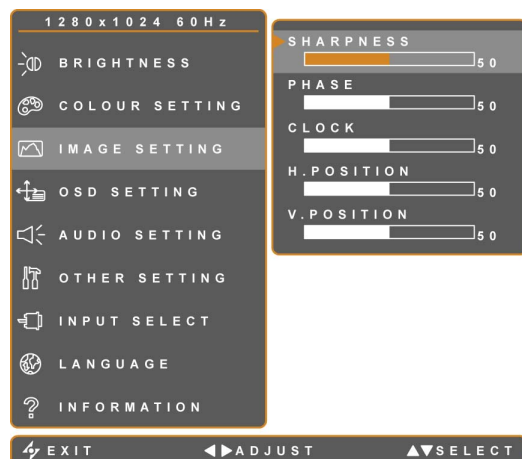 1280x1024 60Hz
BRIGHTNESS
COLOUR SETTING
IMAGE SETTING
OSD SETTING
AUDIO SETTING
OTHER SETTING
INPUT SELECT
LANGUAGE
INFORMATION
SHARPNESS
50
PHASE
50
CLOCK
50
H.POSITION
50
V.POSITION
50
EXIT ◀▶ADJUST ▲▼SELECT